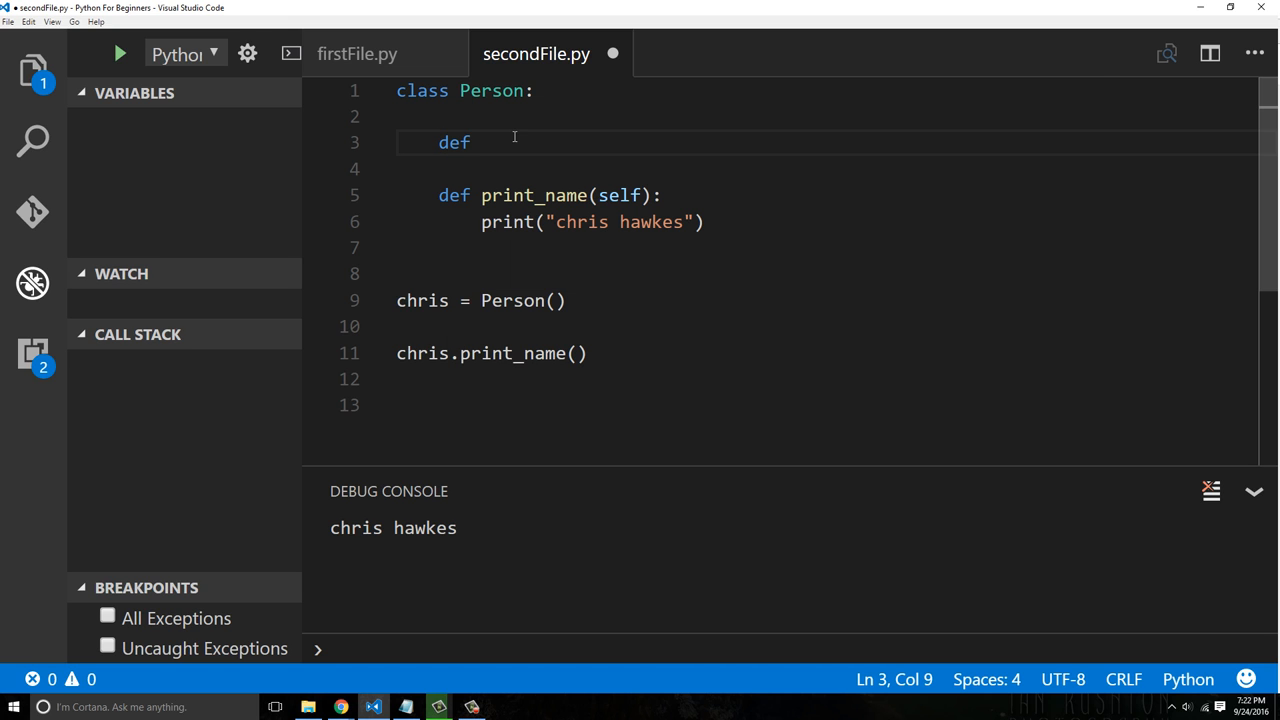 ● secondFile.py - Python For Beginners - Visual Studio Code
File Edit View Go Help
Pythor
firstFile.py
secondFile.py
1
VARIABLES
WATCH
CALL STACK
2
BREAKPOINTS
All Exceptions
Uncaught Exceptions
1 class Person:
2
3 def
4
5 def print_name(self):
6 print("chris hawkes")
7
8
9 chris = Person()
10
11 chris.print_name()
12
13
DEBUG CONSOLE
chris hawkes
0 0
Ln 3, Col 9 Spaces: 4 UTF-8 CRLF Python
I'm Cortana. Ask me anything.
7:22 PM
9/24/2016